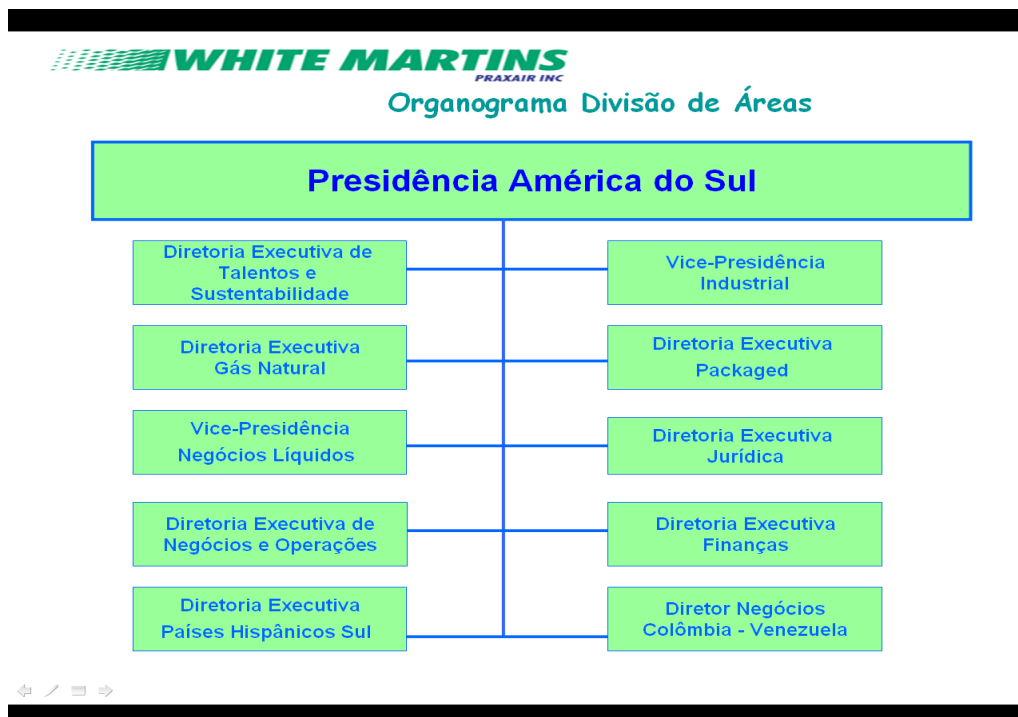 WHITE MARTINS
PRAXAIR INC
Organograma Divisão de Áreas
Presidência América do Sul
Diretoria Executiva de
Talentos e
Sustentabilidade
Vice-Presidência
Industrial
Diretoria Executiva
Gás Natural
Diretoria Executiva
Packaged
Vice-Presidência
Negócios Líquidos
Diretoria Executiva
Jurídica
Diretoria Executiva de
Negócios e Operações
Diretoria Executiva
Finanças
Diretoria Executiva
Países Hispânicos Sul
Diretor Negócios
Colômbia - Venezuela